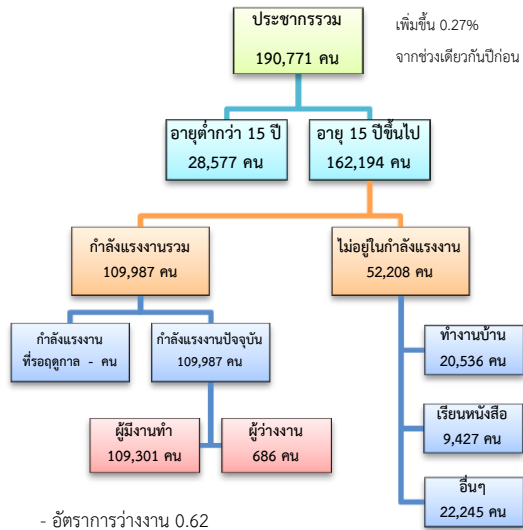 ประชากรรวม
190,771 คน
เพิ่มขึ้น 0.27%
จากช่วงเดียวกันปีก่อน
อายุต่ำกว่า 15 ปี
28,577 คน
อายุ 15 ปีขึ้นไป
162,194 คน
กำลังแรงงานรวม
109,987 คน
ไม่อยู่ในกำลังแรงงาน
52,208 คน
กำลังแรงงาน
ที่รอฤดูกาล - คน
กำลังแรงงานปัจจุบัน
109,987 คน
ทำงานบ้าน
20,536 คน
ผู้มีงานทำ
109,301 คน
ผู้ว่างงาน
686 คน
เรียนหนังสือ
9,427 คน
อื่นๆ
22,245 คน
- อัตราการว่างงาน 0.62